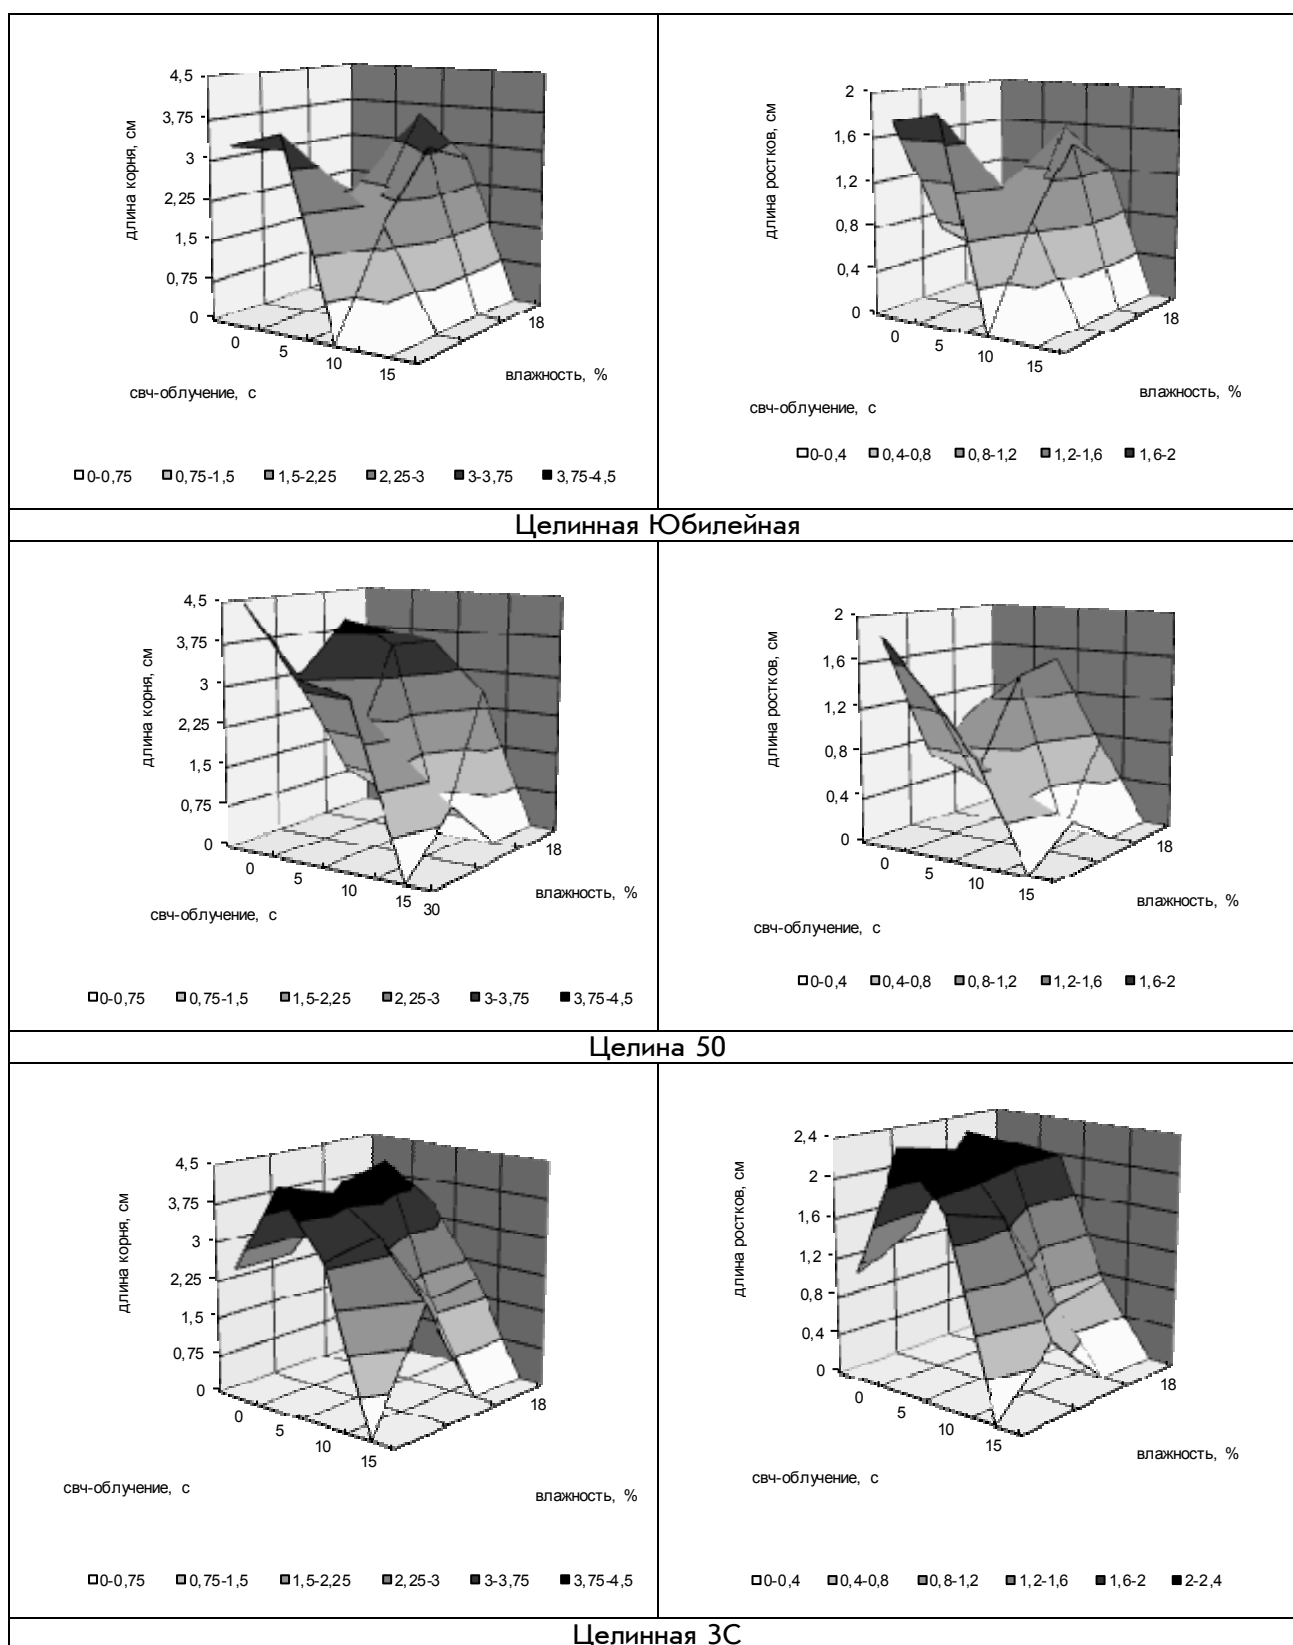 4,5
3,75
3
2,25
1,5
0,75
0
длина корня, см
0
5
10
15
18
влажность, %
свч-облучение, с
0-0,75 0,75-1,5 1,5-2,25 2,25-3 3-3,75 3,75-4,5
2
1,6
1,2
0,8
0,4
0
длина ростков, см
0
5
10
15
18
влажность, %
свч-облучение, с
0-0,4 0,4-0,8 0,8-1,2 1,2-1,6 1,6-2
Целинная Юбилейная
4,5
3,75
3
2,25
1,5
0,75
0
длина корня, см
0
5
10
15
30
18
влажность, %
свч-облучение, с
0-0,75 0,75-1,5 1,5-2,25 2,25-3 3-3,75 3,75-4,5
2
1,6
1,2
0,8
0,4
0
длина ростков, см
0
5
10
15
18
влажность, %
свч-облучение, с
0-0,4 0,4-0,8 0,8-1,2 1,2-1,6 1,6-2
Целина 50
4,5
3,75
3
2,25
1,5
0,75
0
длина корня, см
0
5
10
15
18
свч-облучение, с
влажность, %
0-0,75 0,75-1,5 1,5-2,25 2,25-3 3-3,75 3,75-4,5
2,4
2
1,6
1,2
0,8
0,4
0
длина ростков, см
0
5
10
15
18
влажность, %
свч-облучение, с
0-0,4 0,4-0,8 0,8-1,2 1,2-1,6 1,6-2 2-2,4
Целинная 3С